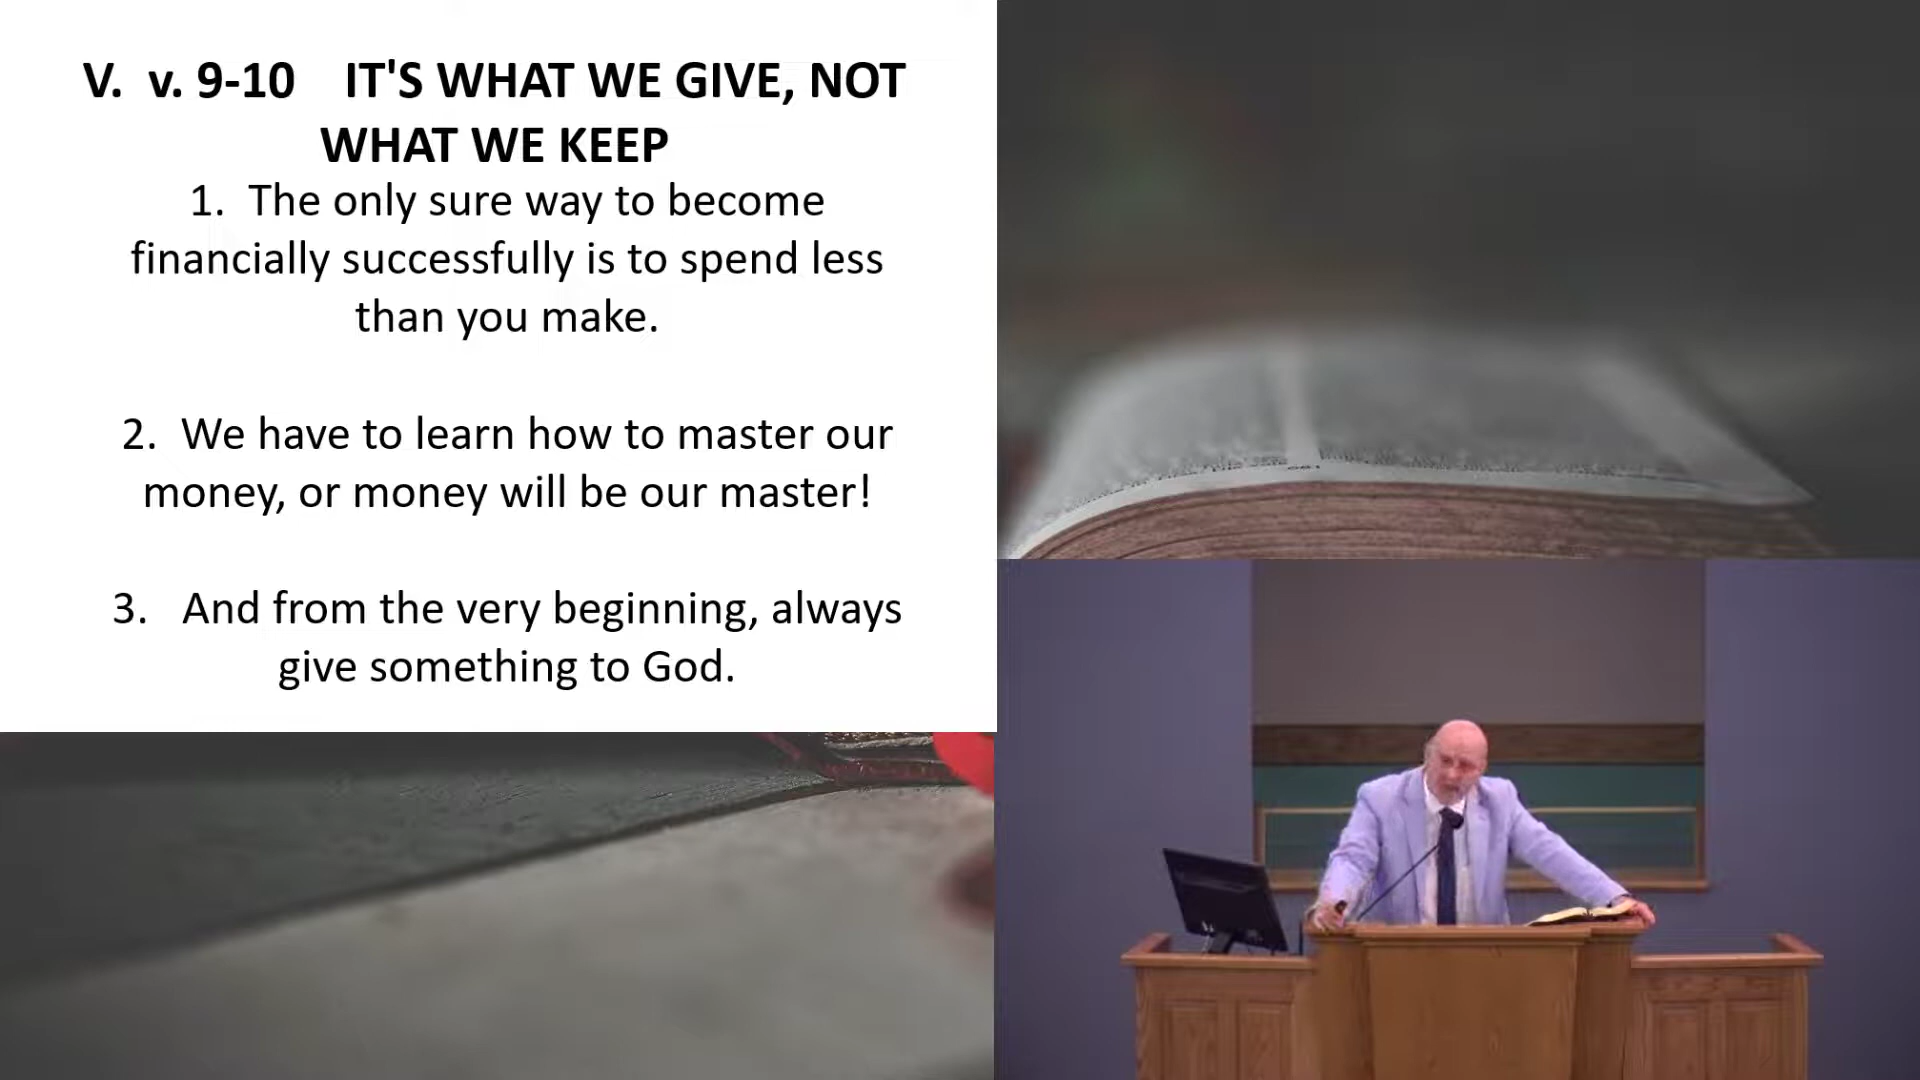 V.  v. 9-10    IT'S WHAT WE GIVE, NOT
WHAT WE KEEP
1.  The only sure way to become
financially successfully is to spend less
than you make.
2.  We have to learn how to master our
money, or money will be our master!
3.   And from the very beginning, always
give something to God.